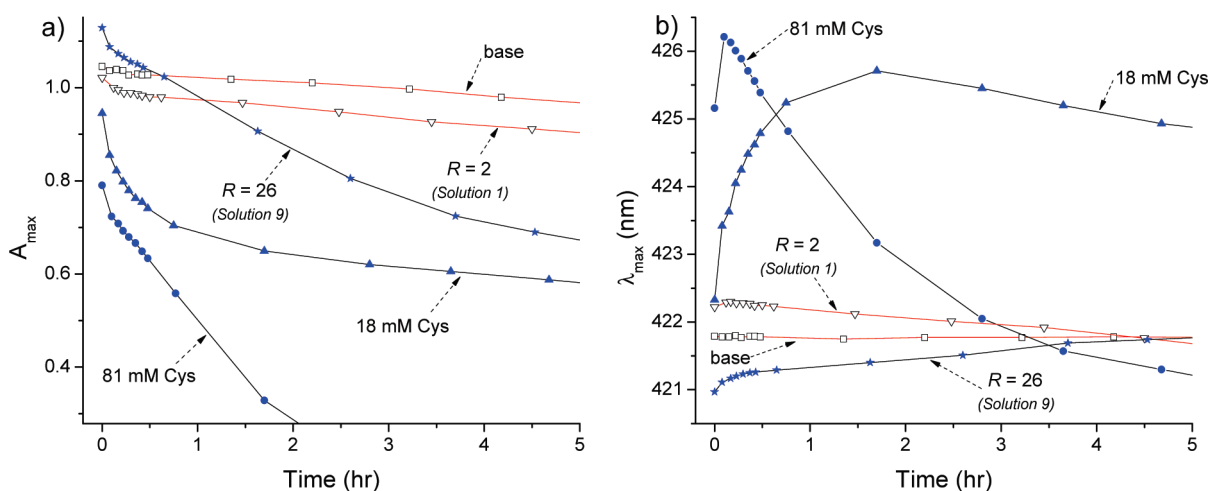 a)
base
1.0
0.8
0.6
0.4
A_max
R = 2
(Solution 1)
R = 26
(Solution 9)
18 mM Cys
81 mM Cys
0
1
2
3
4
5
Time (hr)
b)
81 mM Cys
18 mM Cys
426
425
424
423
422
421
λ_max (nm)
R = 2
(Solution 1)
base
R = 26
(Solution 9)
0
1
2
3
4
5
Time (hr)